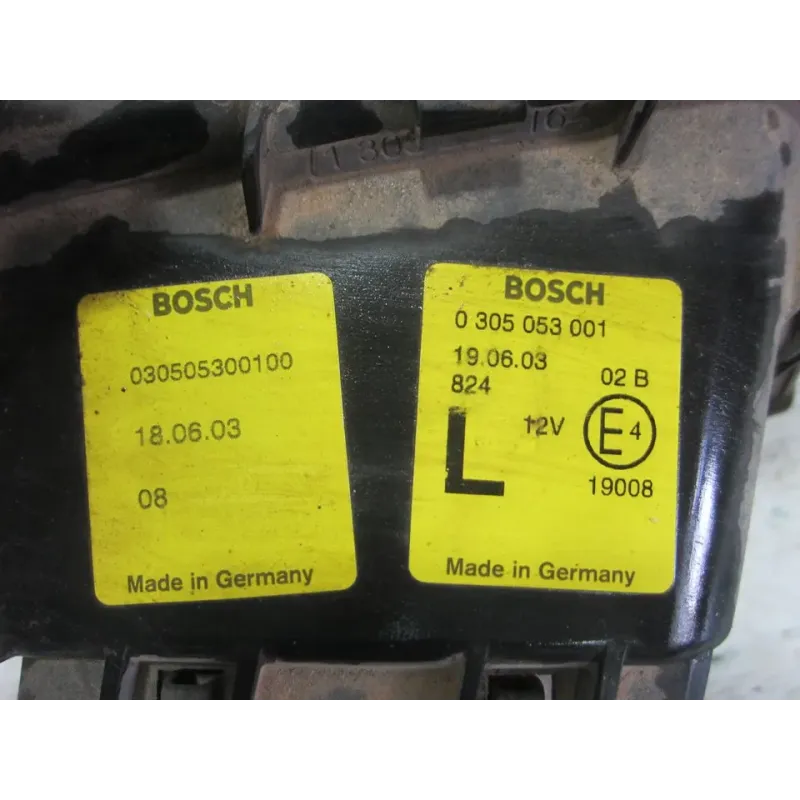 16
BOSCH
030505300100
18.06.03
08
Made in Germany
BOSCH
0 305 053 001
19.06.03
824
02 B
L
12V
E4
19008
Made in Germany